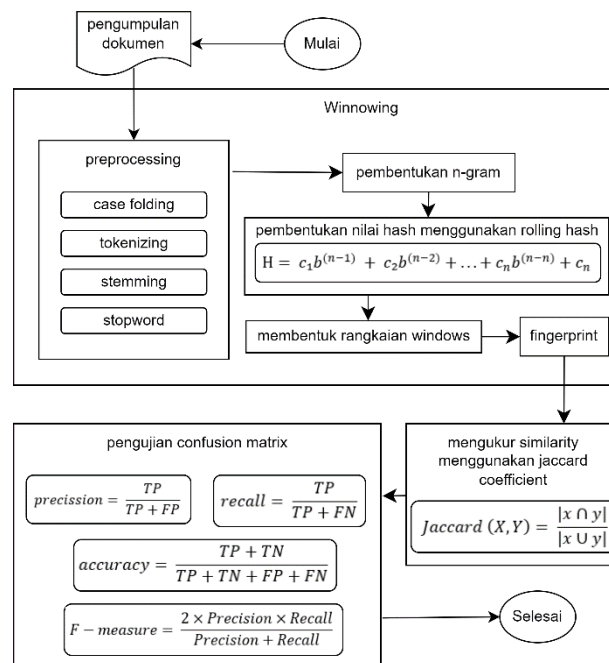 pengumpulan
dokumen
Mulai
Winnowing
preprocessing
case folding
tokenizing
stemming
stopword
pembentukan n-gram
pembentukan nilai hash menggunakan rolling hash
H = c₁b⁽ⁿ⁻¹⁾ + c₂b⁽ⁿ⁻²⁾ + ... + cₙb⁽ⁿ⁻ⁿ⁾ + cₙ
membentuk rangkaian windows
fingerprint
mengukur similarity
menggunakan jaccard
coefficient
Jaccard (X,Y) = |x ∩ y| / |x ∪ y|
pengujian confusion matrix
precission = TP / TP + FP
recall = TP / TP + FN
accuracy = TP + TN / TP + TN + FP + FN
F − measure = 2 × Precision × Recall / Precision + Recall
Selesai